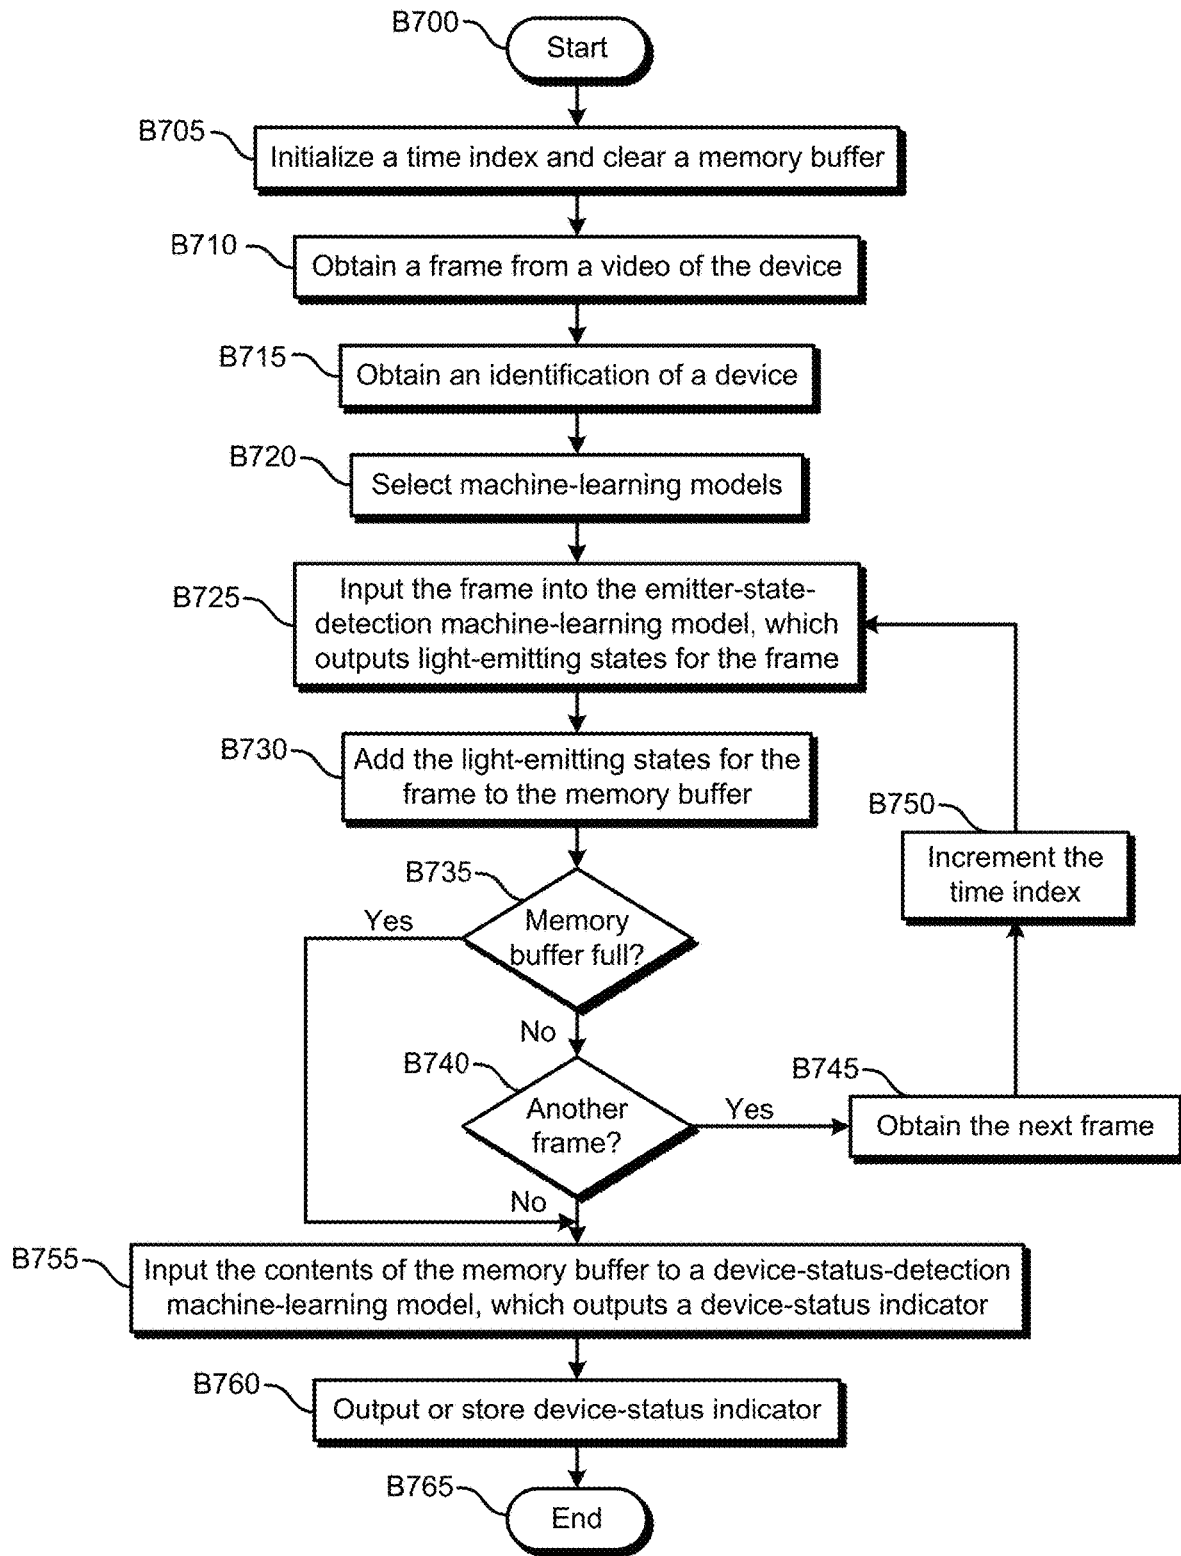 B700
Start
B705
Initialize a time index and clear a memory buffer
B710
Obtain a frame from a video of the device
B715
Obtain an identification of a device
B720
Select machine-learning models
B725
Input the frame into the emitter-state-
detection machine-learning model, which
outputs light-emitting states for the frame
B730
Add the light-emitting states for the
frame to the memory buffer
B750
Increment the
time index
B735
Yes
Memory
buffer full?
No
B740
Another
frame?
Yes
B745
Obtain the next frame
No
B755
Input the contents of the memory buffer to a device-status-detection
machine-learning model, which outputs a device-status indicator
B760
Output or store device-status indicator
B765
End